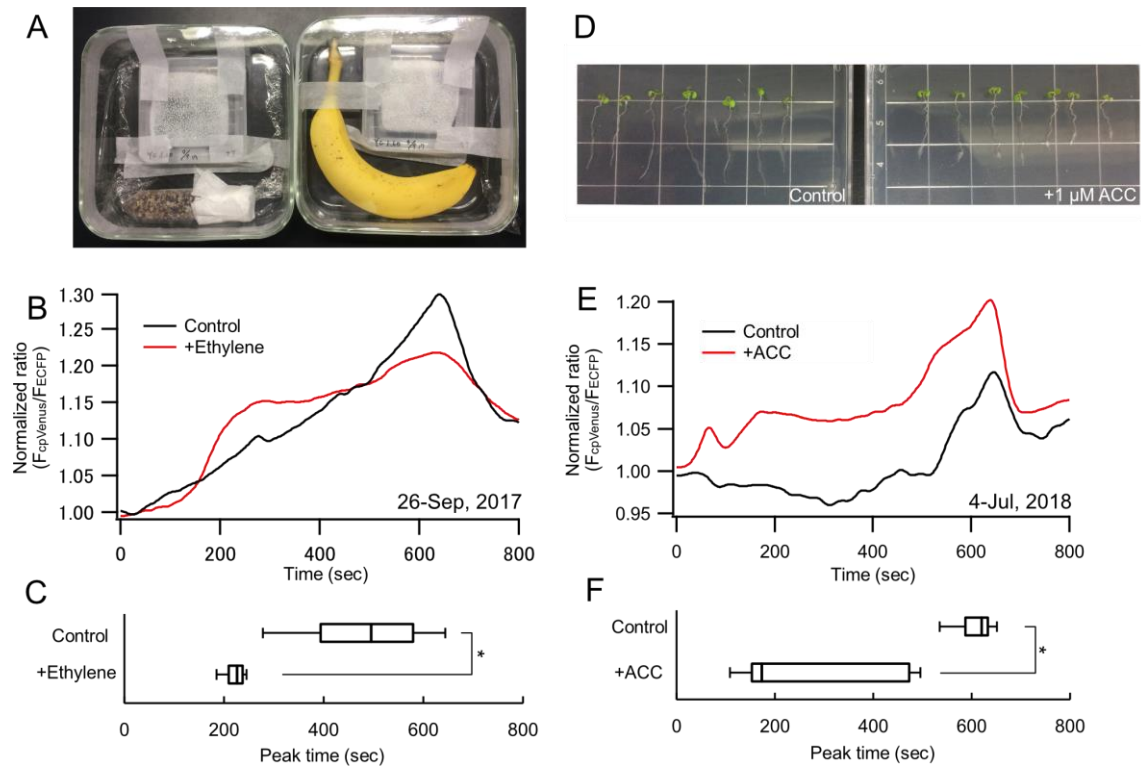 A
D
Control
+1 µM ACC
B
Normalized ratio
(FcpVenus/FECFP)
1.30
1.25
1.20
1.15
1.10
1.05
1.00
Control
+Ethylene
26-Sep, 2017
0
200
400
600
800
Time (sec)
E
Normalized ratio
(FcpVenus/FECFP)
1.20
1.15
1.10
1.05
1.00
0.95
Control
+ACC
4-Jul, 2018
0
200
400
600
800
Time (sec)
C
Control
+Ethylene
*
0
200
400
600
800
Peak time (sec)
F
Control
+ACC
*
0
200
400
600
800
Peak time (sec)